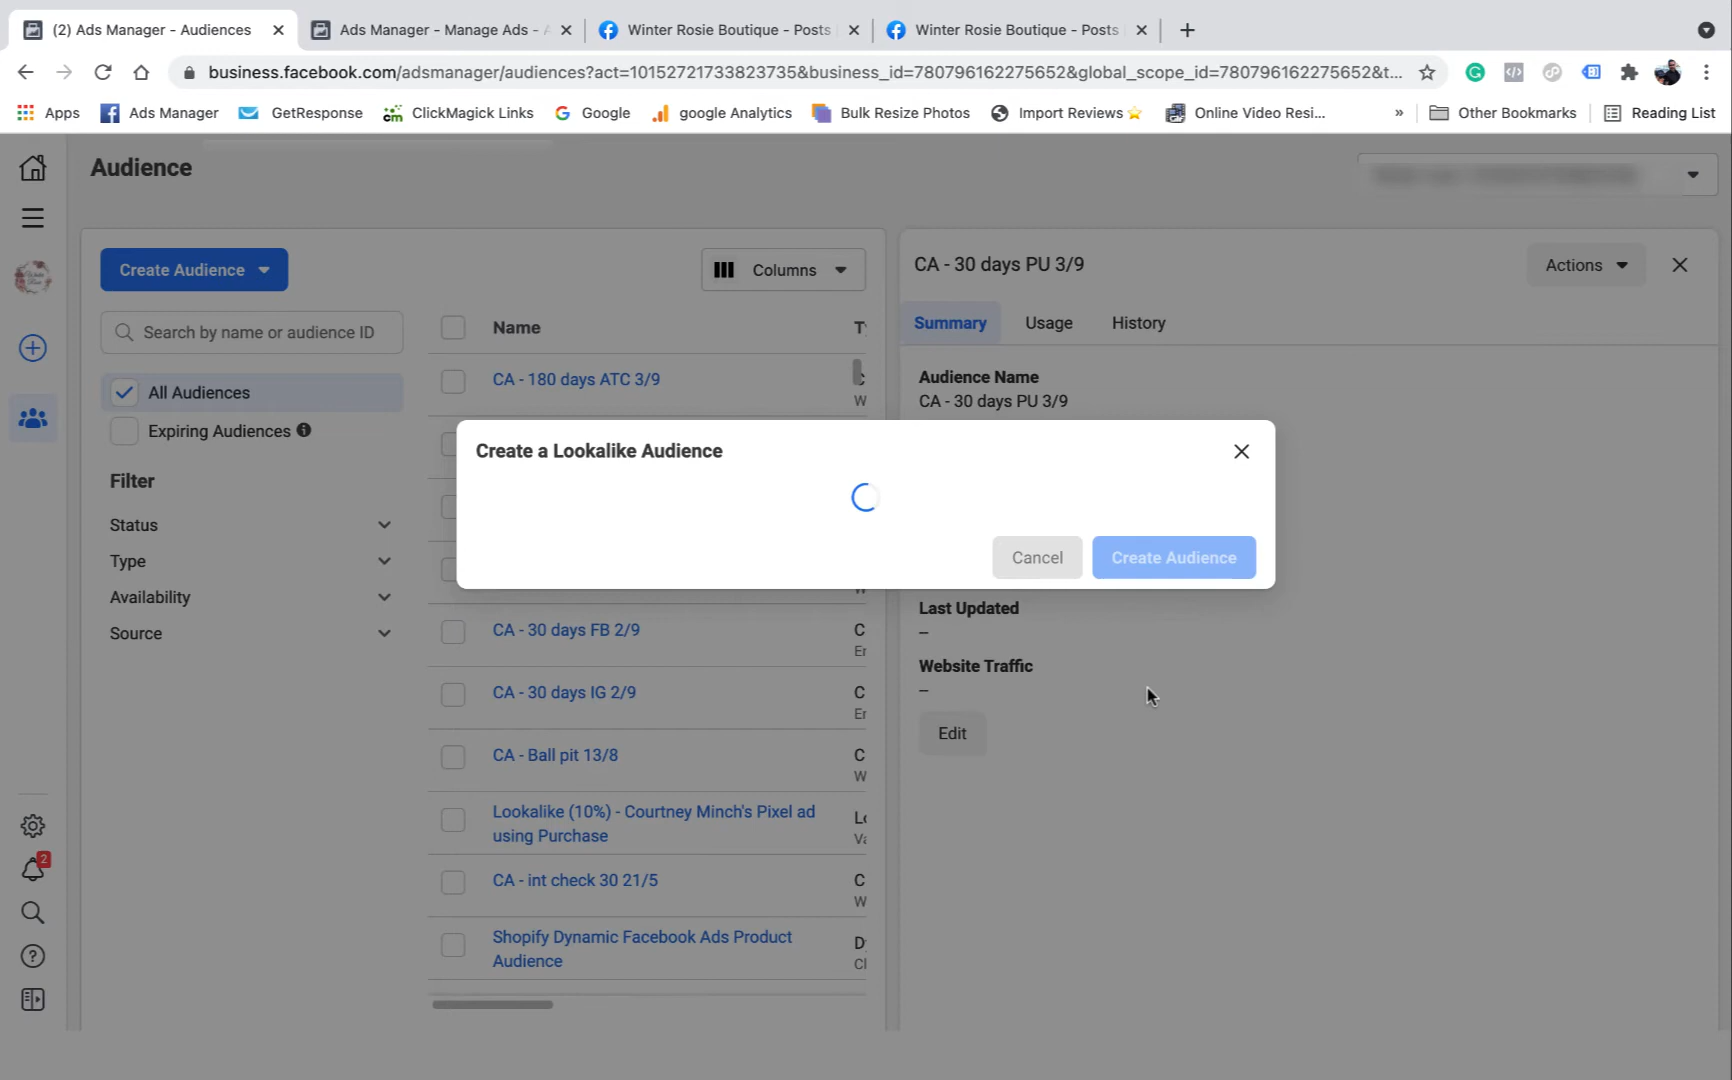 (2) Ads Manager - Audiences
Ads Manager - Manage Ads - A
Winter Rosie Boutique - Posts
Winter Rosie Boutique - Posts
business.facebook.com/adsmanager/audiences?act=10152721733823735&business_id=780796162275652&global_scope_id=780796162275652&t...
Apps
Ads Manager
GetResponse
ClickMagick Links
Google
google Analytics
Bulk Resize Photos
Import Reviews
Online Video Resi...
»
Other Bookmarks
Reading List
Audience
Create Audience
Columns
Search by name or audience ID
All Audiences
Expiring Audiences
Filter
Status
Type
Availability
Source
2
Name
T
CA - 180 days ATC 3/9
C
W
CA - 30 days FB 2/9
C
Er
CA - 30 days IG 2/9
C
Er
CA - Ball pit 13/8
C
W
Lookalike (10%) - Courtney Minch's Pixel ad
using Purchase
Lo
Va
CA - int check 30 21/5
C
W
Shopify Dynamic Facebook Ads Product
Audience
D
Cl
CA - 30 days PU 3/9
Actions
Summary
Usage
History
Audience Name
CA - 30 days PU 3/9
Create a Lookalike Audience
Cancel
Create Audience
Last Updated
–
Website Traffic
–
Edit